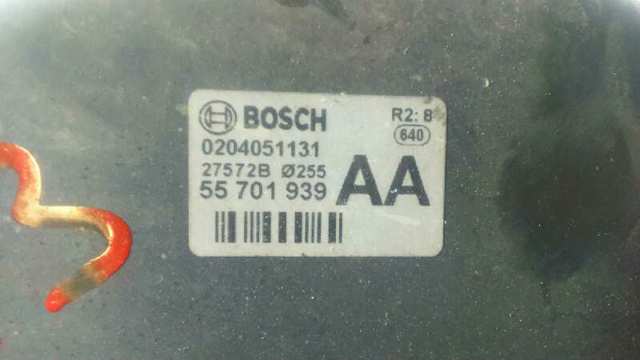 BOSCH
R2: 8
640
0204051131
27572B Ø255
55 701 939
AA